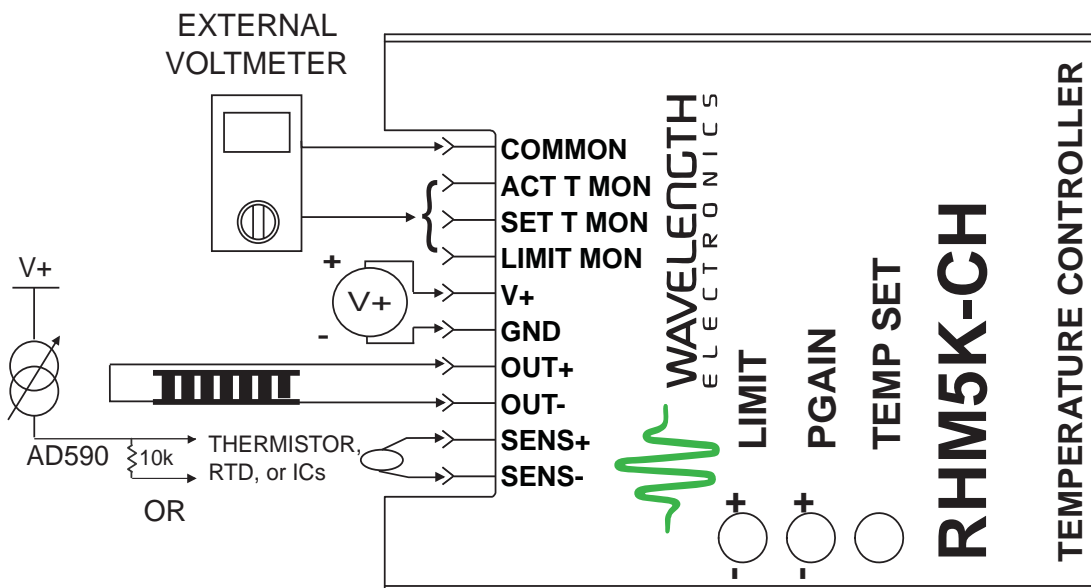 EXTERNAL
VOLTMETER
COMMON
ACT T MON
SET T MON
LIMIT MON
V+
GND
OUT+
OUT-
SENS+
SENS-
+
V+
-
V+
AD590
10k
OR
THERMISTOR,
RTD, or ICs
WAVELENGTH
ELECTRONICS
LIMIT
+
-
PGAIN
+
-
TEMP SET
RHM5K-CH
TEMPERATURE CONTROLLER